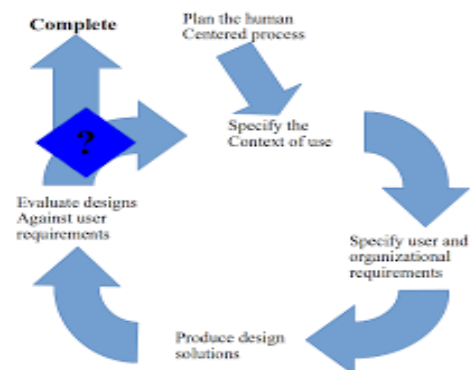 Complete
Plan the human
Centered process
Specify the
Context of use
?
Evaluate designs
Against user
requirements
Specify user and
organizational
requirements
Produce design
solutions